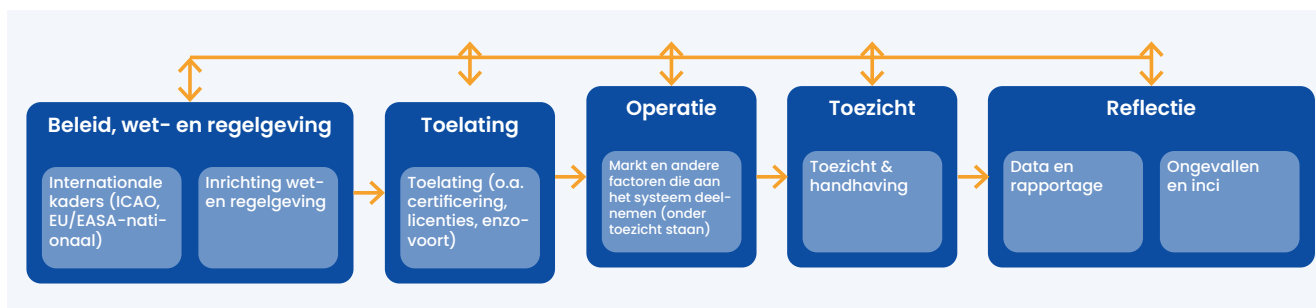 Beleid, wet- en regelgeving
Internationale
kaders (ICAO,
EU/EASA-nati-
onaal)
Inrichting wet-
en regelgeving
Toelating
Toelating (o.a.
certificering,
licenties, enzo-
voort)
Operatie
Markt en andere
factoren die aan
het systeem deel-
nemen (onder
toezicht staan)
Toezicht
Toezicht &
handhaving
Reflectie
Data en
rapportage
Ongevallen
en inci